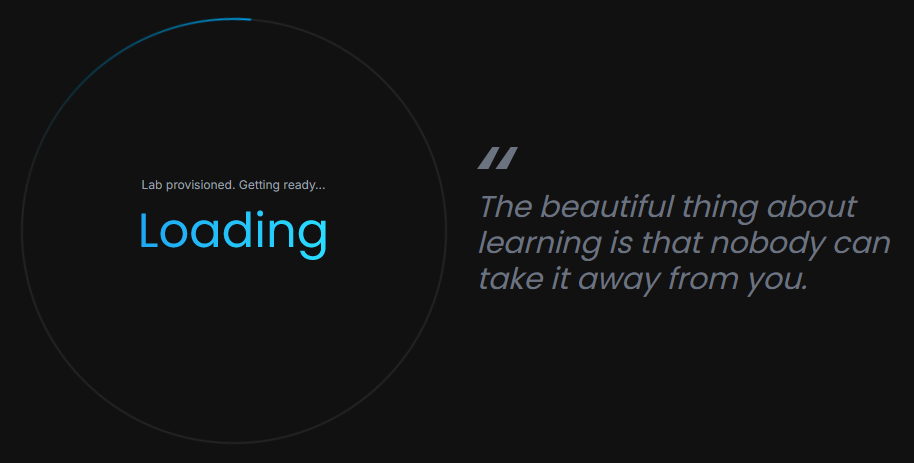 Lab provisioned. Getting ready...
Loading
"
The beautiful thing about
learning is that nobody can
take it away from you.